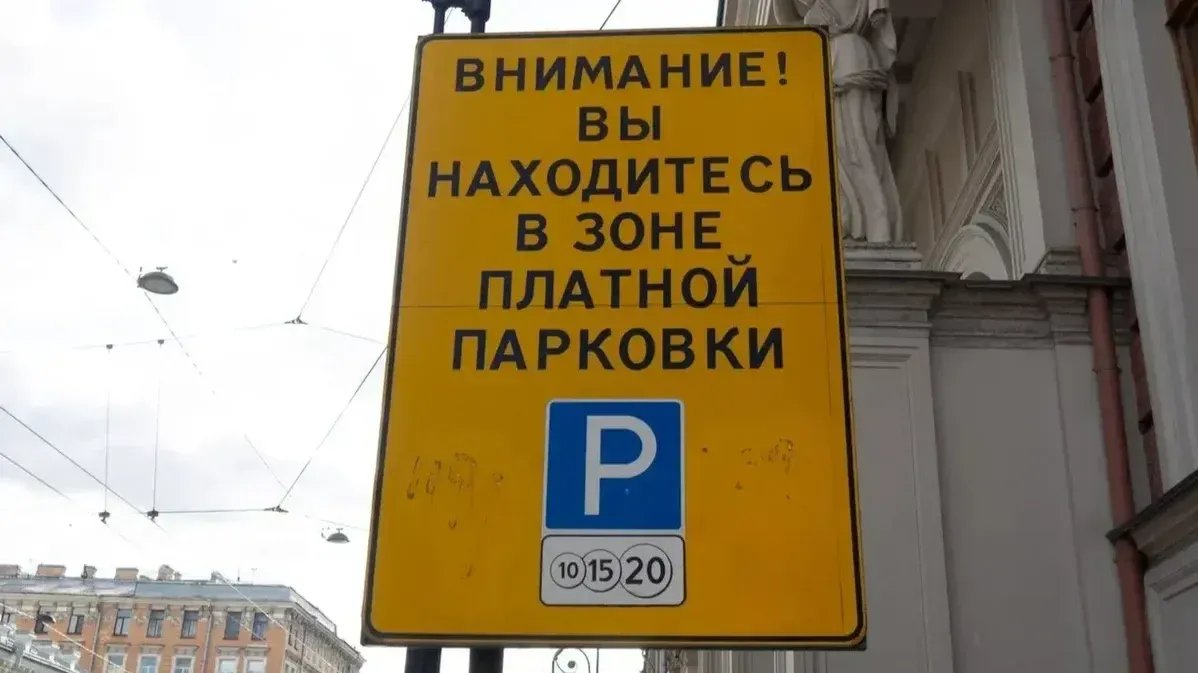 ВНИМАНИЕ!
ВЫ
НАХОДИТЕСЬ
В ЗОНЕ
ПЛАТНОЙ
ПАРКОВКИ
P
10 15 20